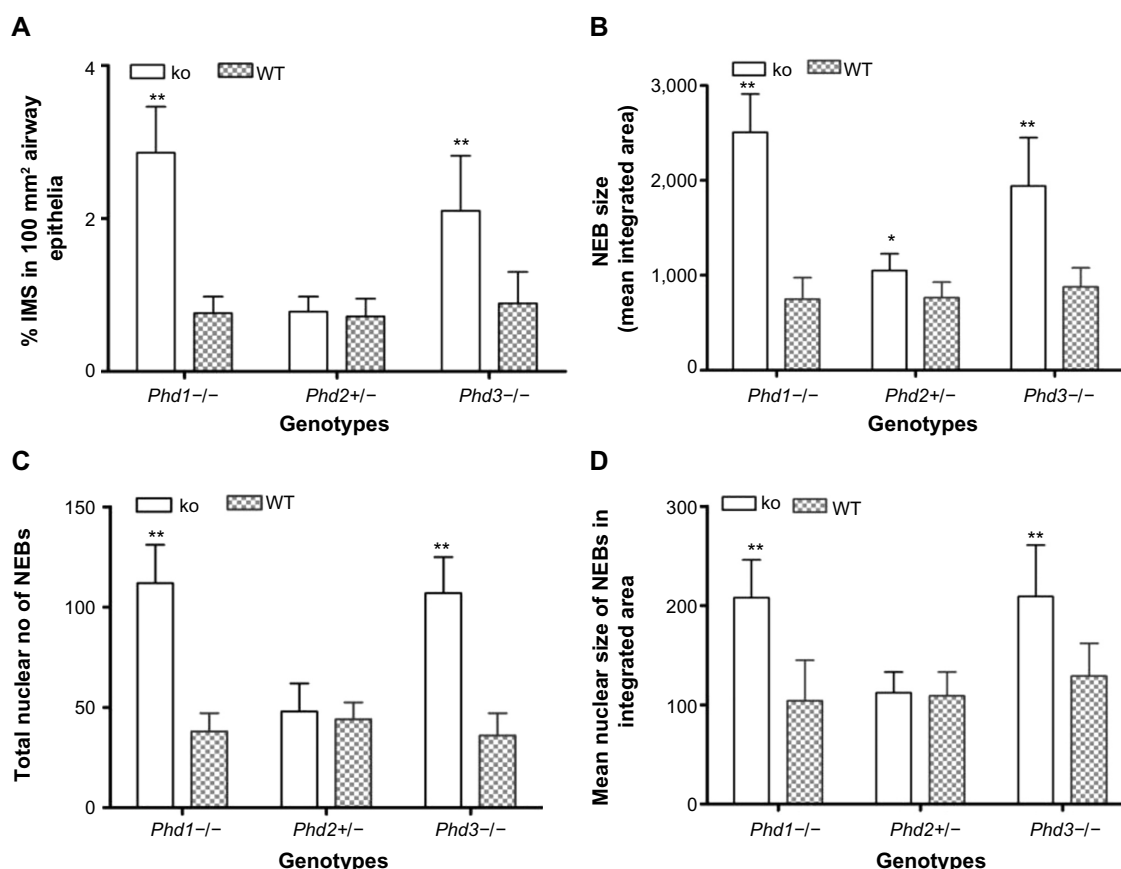 A
% IMS in 100 mm² airway
epithelia
4
2
0
ko
WT
**
**
Phd1−/−
Phd2+/−
Phd3−/−
Genotypes
B
NEB size
(mean integrated area)
3,000
2,000
1,000
0
ko
WT
**
*
**
Phd1−/−
Phd2+/−
Phd3−/−
Genotypes
C
Total nuclear no of NEBs
150
100
50
0
ko
WT
**
**
Phd1−/−
Phd2+/−
Phd3−/−
Genotypes
D
Mean nuclear size of NEBs in
integrated area
300
200
100
0
ko
WT
**
**
Phd1−/−
Phd2+/−
Phd3−/−
Genotypes